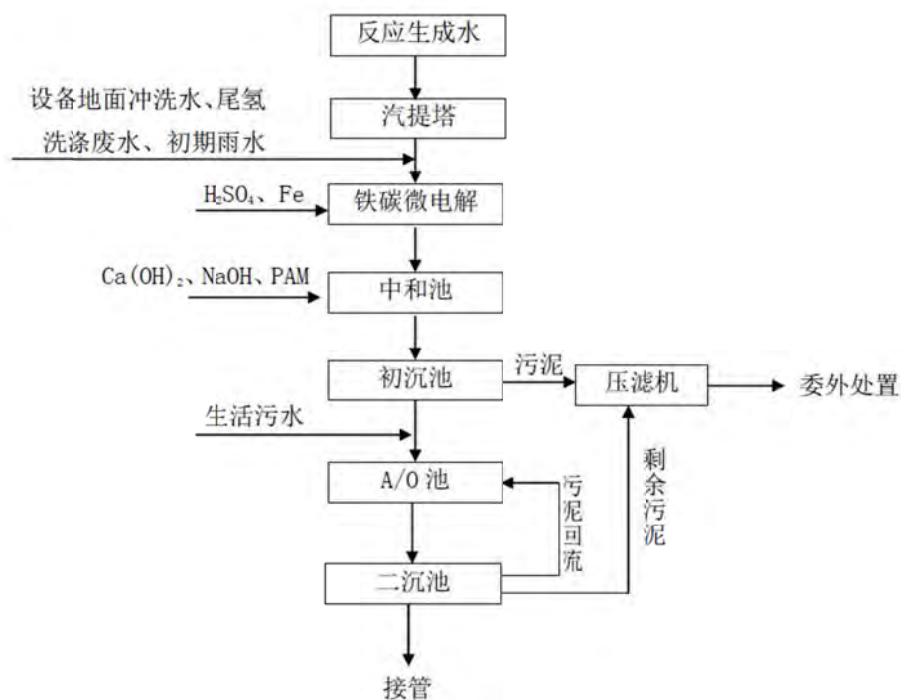 反应生成水
设备地面冲洗水、尾氢
洗涤废水、初期雨水
汽提塔
H₂SO₄、Fe
铁碳微电解
Ca(OH)₂、NaOH、PAM
中和池
初沉池
污泥
压滤机
委外处置
生活污水
A/O 池
污泥回流
剩余污泥
二沉池
接管